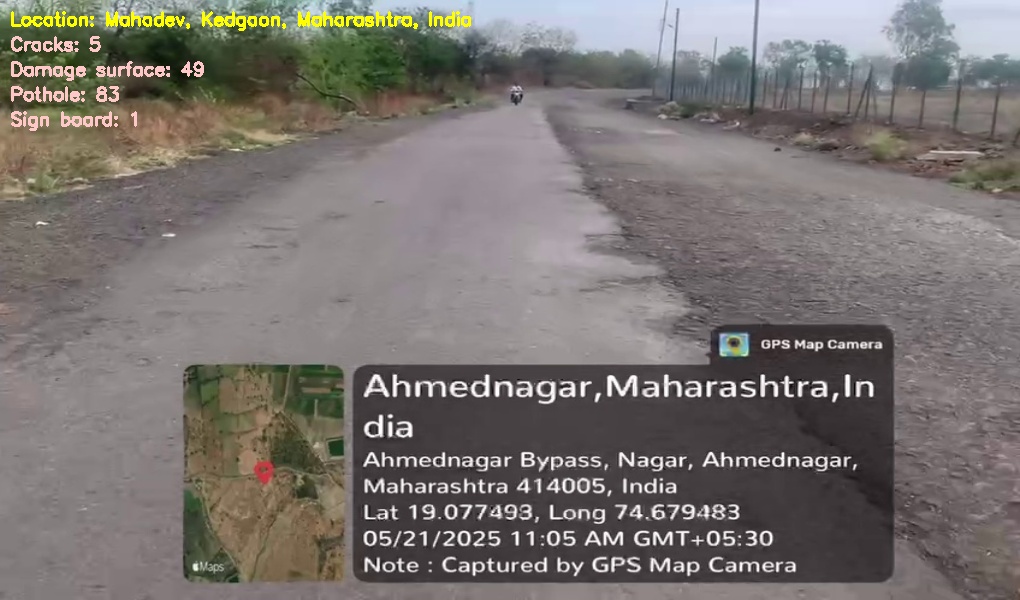 Location: Mahadev, Kedgaon, Maharashtra, India
Cracks: 5
Damage surface: 49
Pothole: 83
Sign board: 1
GPS Map Camera
Ahmednagar,Maharashtra,In
dia
Ahmednagar Bypass, Nagar, Ahmednagar,
Maharashtra 414005, India
Lat 19.077493, Long 74.679483
05/21/2025 11:05 AM GMT+05:30
Note : Captured by GPS Map Camera
Maps